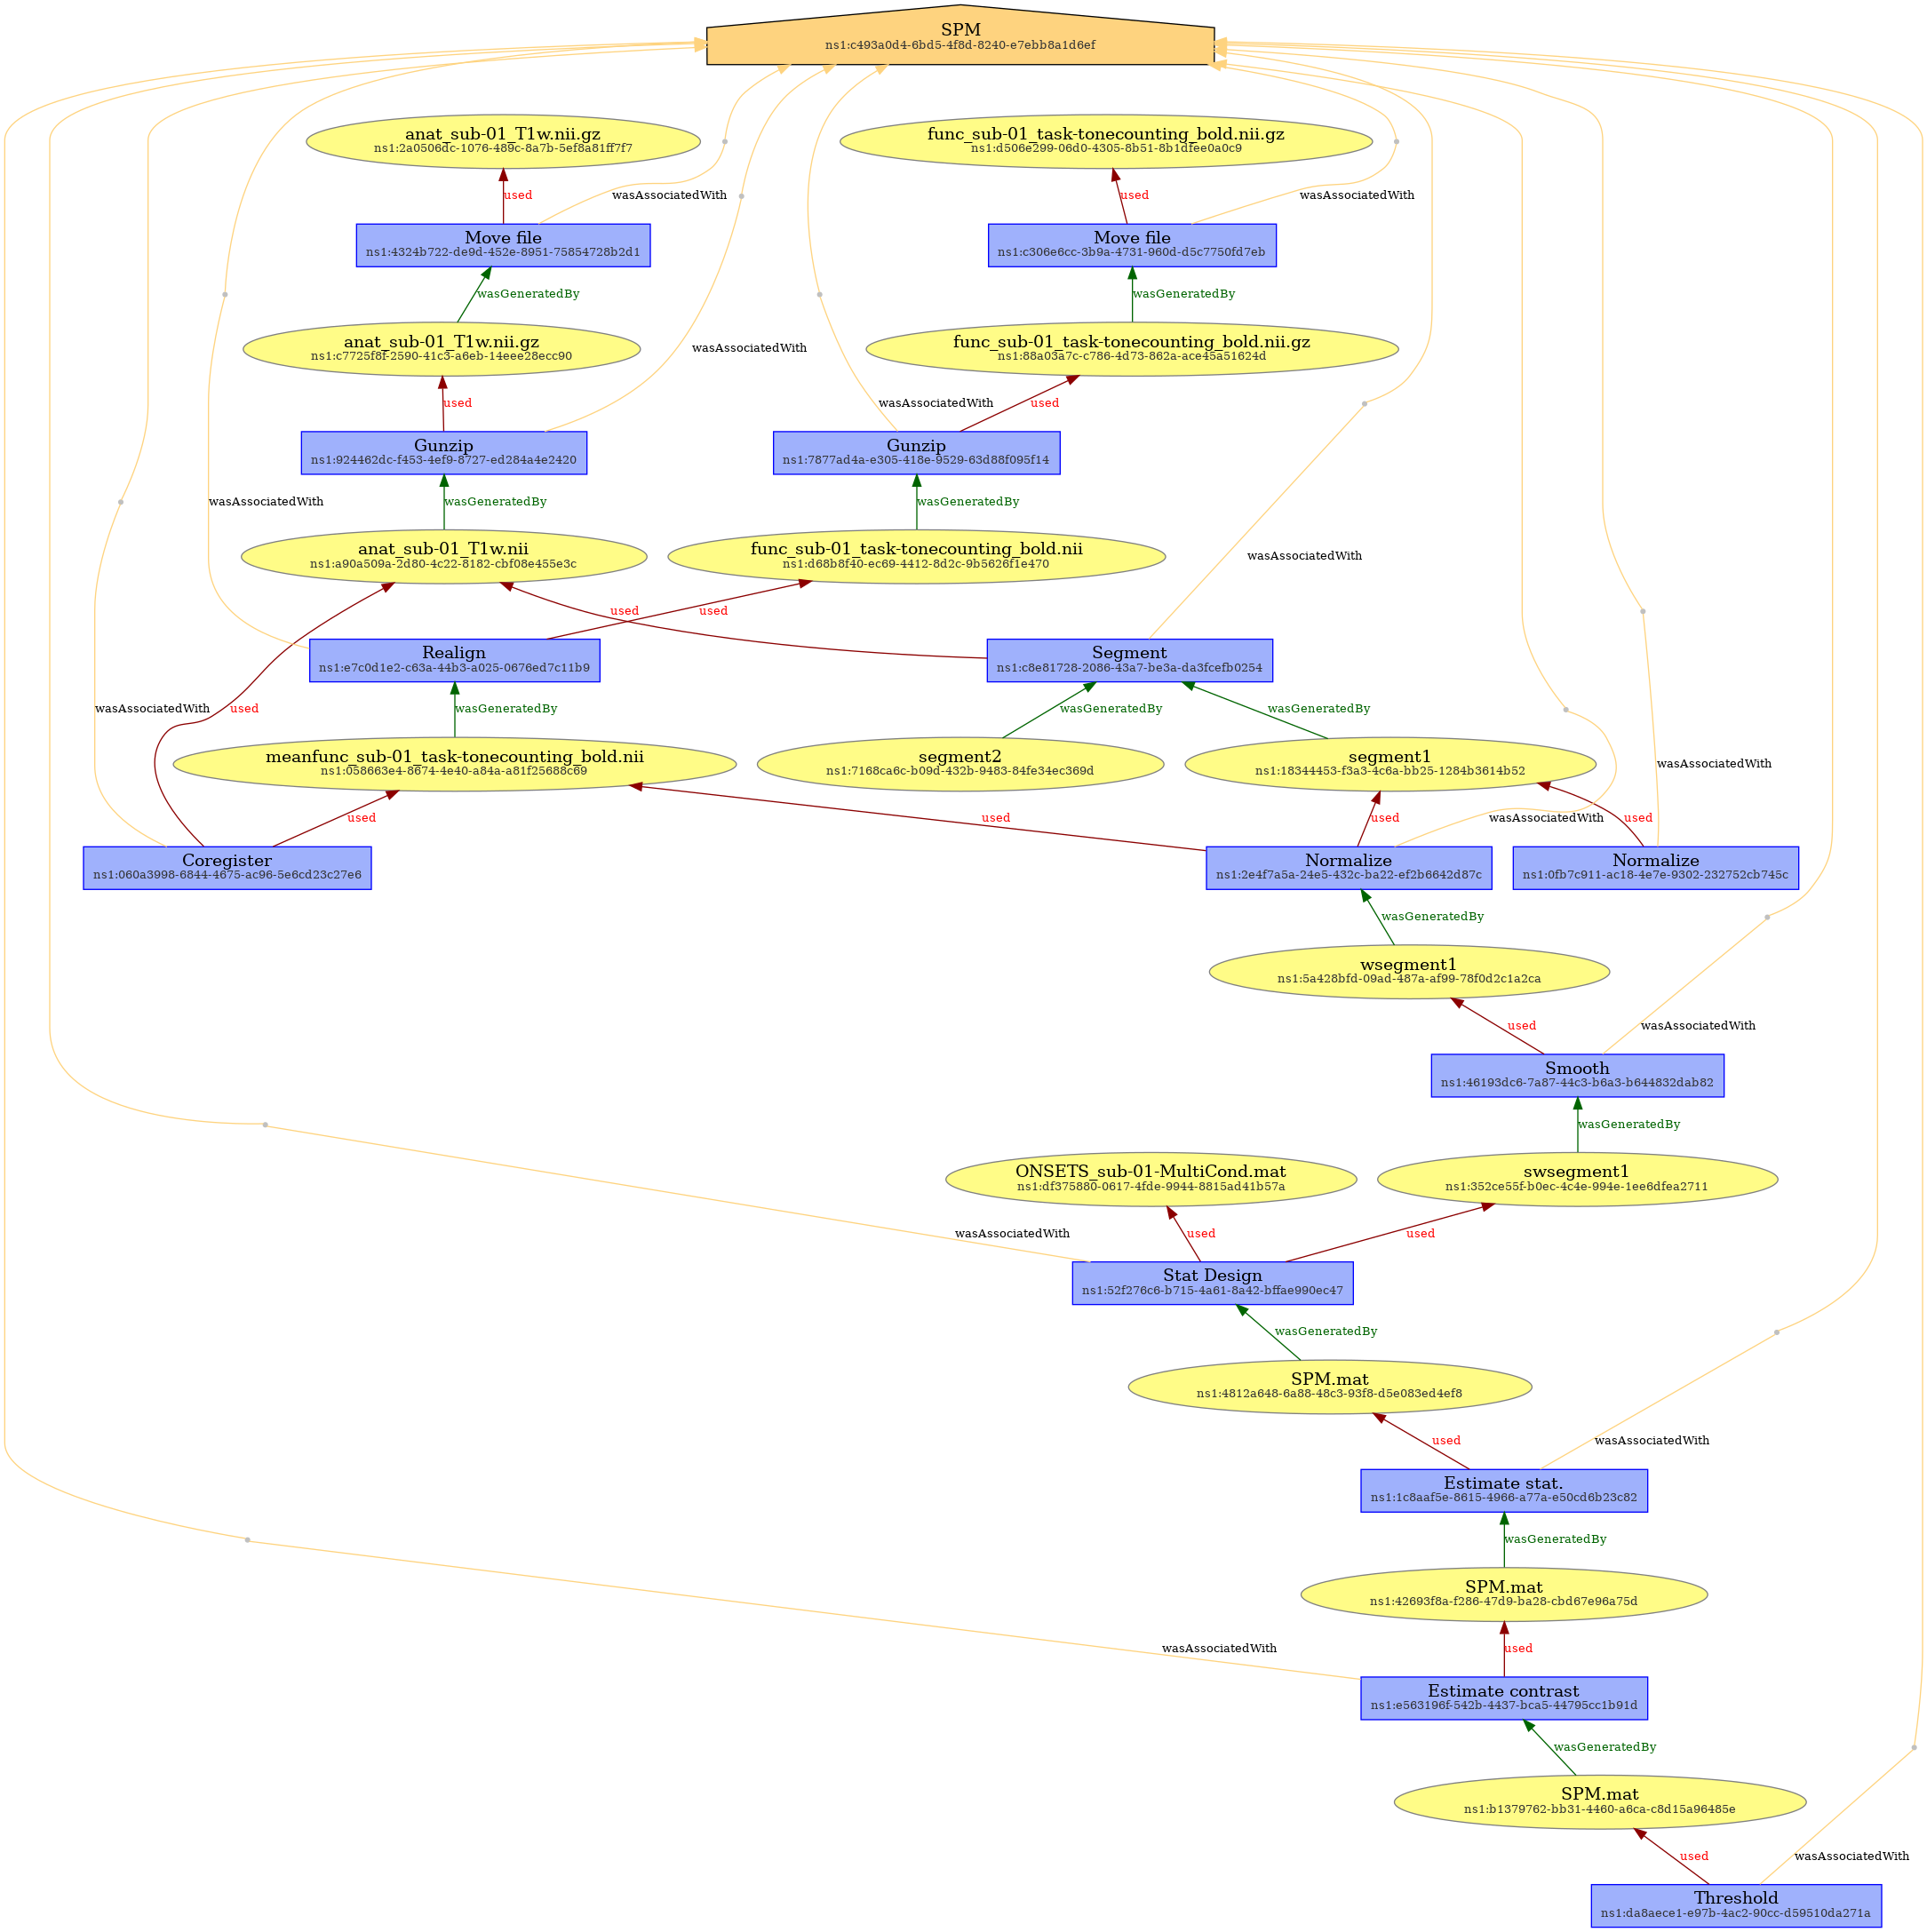 SPM
ns1:c493a0d4-6bd5-4f8d-8240-e7ebb8a1d6ef
anat_sub-01_T1w.nii.gz
ns1:2a0506dc-1076-489c-8a7b-5ef8a81ff7f7
func_sub-01_task-tonecounting_bold.nii.gz
ns1:d506e299-06d0-4305-8b51-8b1dfee0a0c9
used
wasAssociatedWith
used
wasAssociatedWith
Move file
ns1:4324b722-de9d-452e-8951-75854728b2d1
Move file
ns1:c306e6cc-3b9a-4731-960d-d5c7750fd7eb
wasGeneratedBy
wasGeneratedBy
anat_sub-01_T1w.nii.gz
ns1:c7725f8f-2590-41c3-a6eb-14eee28ecc90
wasAssociatedWith
func_sub-01_task-tonecounting_bold.nii.gz
ns1:88a03a7c-c786-4d73-862a-ace45a51624d
used
wasAssociatedWith
used
Gunzip
ns1:924462dc-f453-4ef9-8727-ed284a4e2420
Gunzip
ns1:7877ad4a-e305-418e-9529-63d88f095f14
wasAssociatedWith
wasGeneratedBy
wasGeneratedBy
anat_sub-01_T1w.nii
ns1:a90a509a-2d80-4c22-8182-cbf08e455e3c
func_sub-01_task-tonecounting_bold.nii
ns1:d68b8f40-ec69-4412-8d2c-9b5626f1e470
wasAssociatedWith
used
used
Realign
ns1:e7c0d1e2-c63a-44b3-a025-0676ed7c11b9
Segment
ns1:c8e81728-2086-43a7-be3a-da3fcefb0254
wasAssociatedWith
used
wasGeneratedBy
wasGeneratedBy
wasGeneratedBy
meanfunc_sub-01_task-tonecounting_bold.nii
ns1:058663e4-8674-4e40-a84a-a81f25688c69
segment2
ns1:7168ca6c-b09d-432b-9483-84fe34ec369d
segment1
ns1:18344453-f3a3-4c6a-bb25-1284b3614b52
wasAssociatedWith
used
used
used
wasAssociatedWith
used
Coregister
ns1:060a3998-6844-4675-ac96-5e6cd23c27e6
Normalize
ns1:2e4f7a5a-24e5-432c-ba22-ef2b6642d87c
Normalize
ns1:0fb7c911-ac18-4e7e-9302-232752cb745c
wasGeneratedBy
wsegment1
ns1:5a428bfd-09ad-487a-af99-78f0d2c1a2ca
used
wasAssociatedWith
Smooth
ns1:46193dc6-7a87-44c3-b6a3-b644832dab82
wasGeneratedBy
ONSETS_sub-01-MultiCond.mat
ns1:df375880-0617-4fde-9944-8815ad41b57a
swsegment1
ns1:352ce55f-b0ec-4c4e-994e-1ee6dfea2711
wasAssociatedWith
used
used
Stat Design
ns1:52f276c6-b715-4a61-8a42-bffae990ec47
wasGeneratedBy
SPM.mat
ns1:4812a648-6a88-48c3-93f8-d5e083ed4ef8
used
wasAssociatedWith
Estimate stat.
ns1:1c8aaf5e-8615-4966-a77a-e50cd6b23c82
wasGeneratedBy
SPM.mat
ns1:42693f8a-f286-47d9-ba28-cbd67e96a75d
wasAssociatedWith
used
Estimate contrast
ns1:e563196f-542b-4437-bca5-44795cc1b91d
wasGeneratedBy
SPM.mat
ns1:b1379762-bb31-4460-a6ca-c8d15a96485e
used
wasAssociatedWith
Threshold
ns1:da8aece1-e97b-4ac2-90cc-d59510da271a